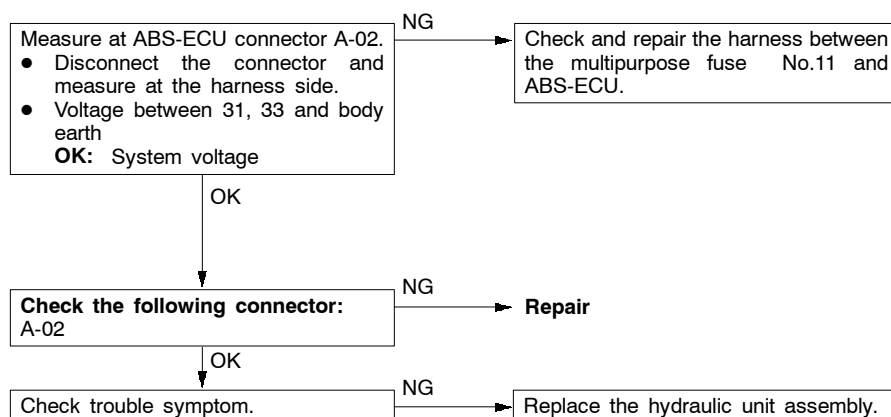 Measure at ABS-ECU connector A-02.
● Disconnect the connector and
measure at the harness side.
● Voltage between 31, 33 and body
earth
OK: System voltage
NG
Check and repair the harness between
the multipurpose fuse No.11 and
ABS-ECU.
OK
Check the following connector:
A-02
NG
Repair
OK
Check trouble symptom.
NG
Replace the hydraulic unit assembly.